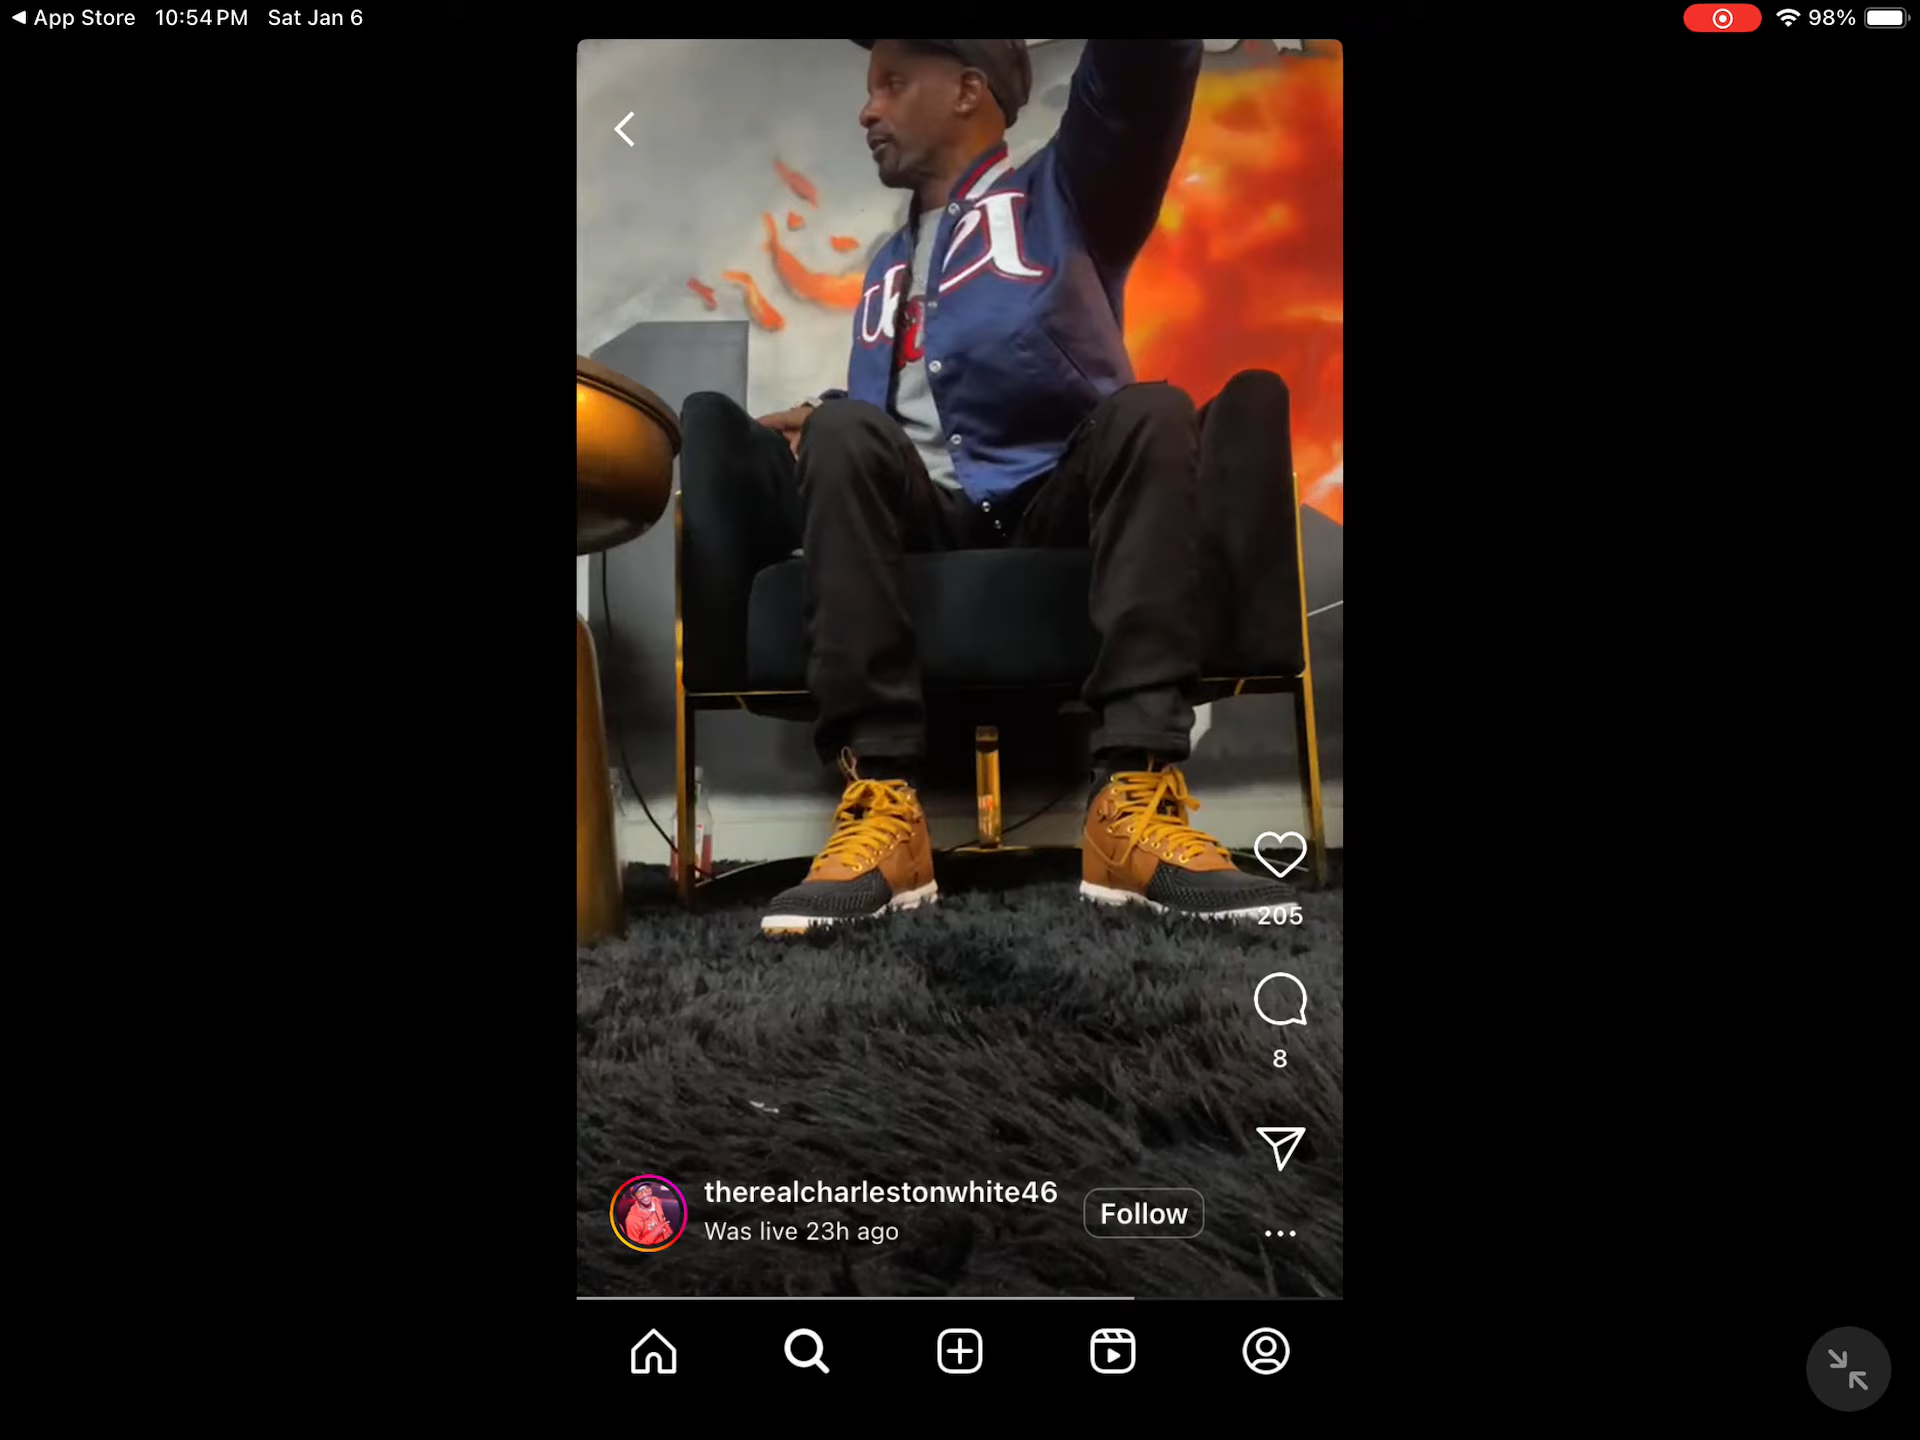 App Store 10:54 PM Sat Jan 6 98%
205
8
therealcharlestonwhite46
Was live 23h ago
Follow